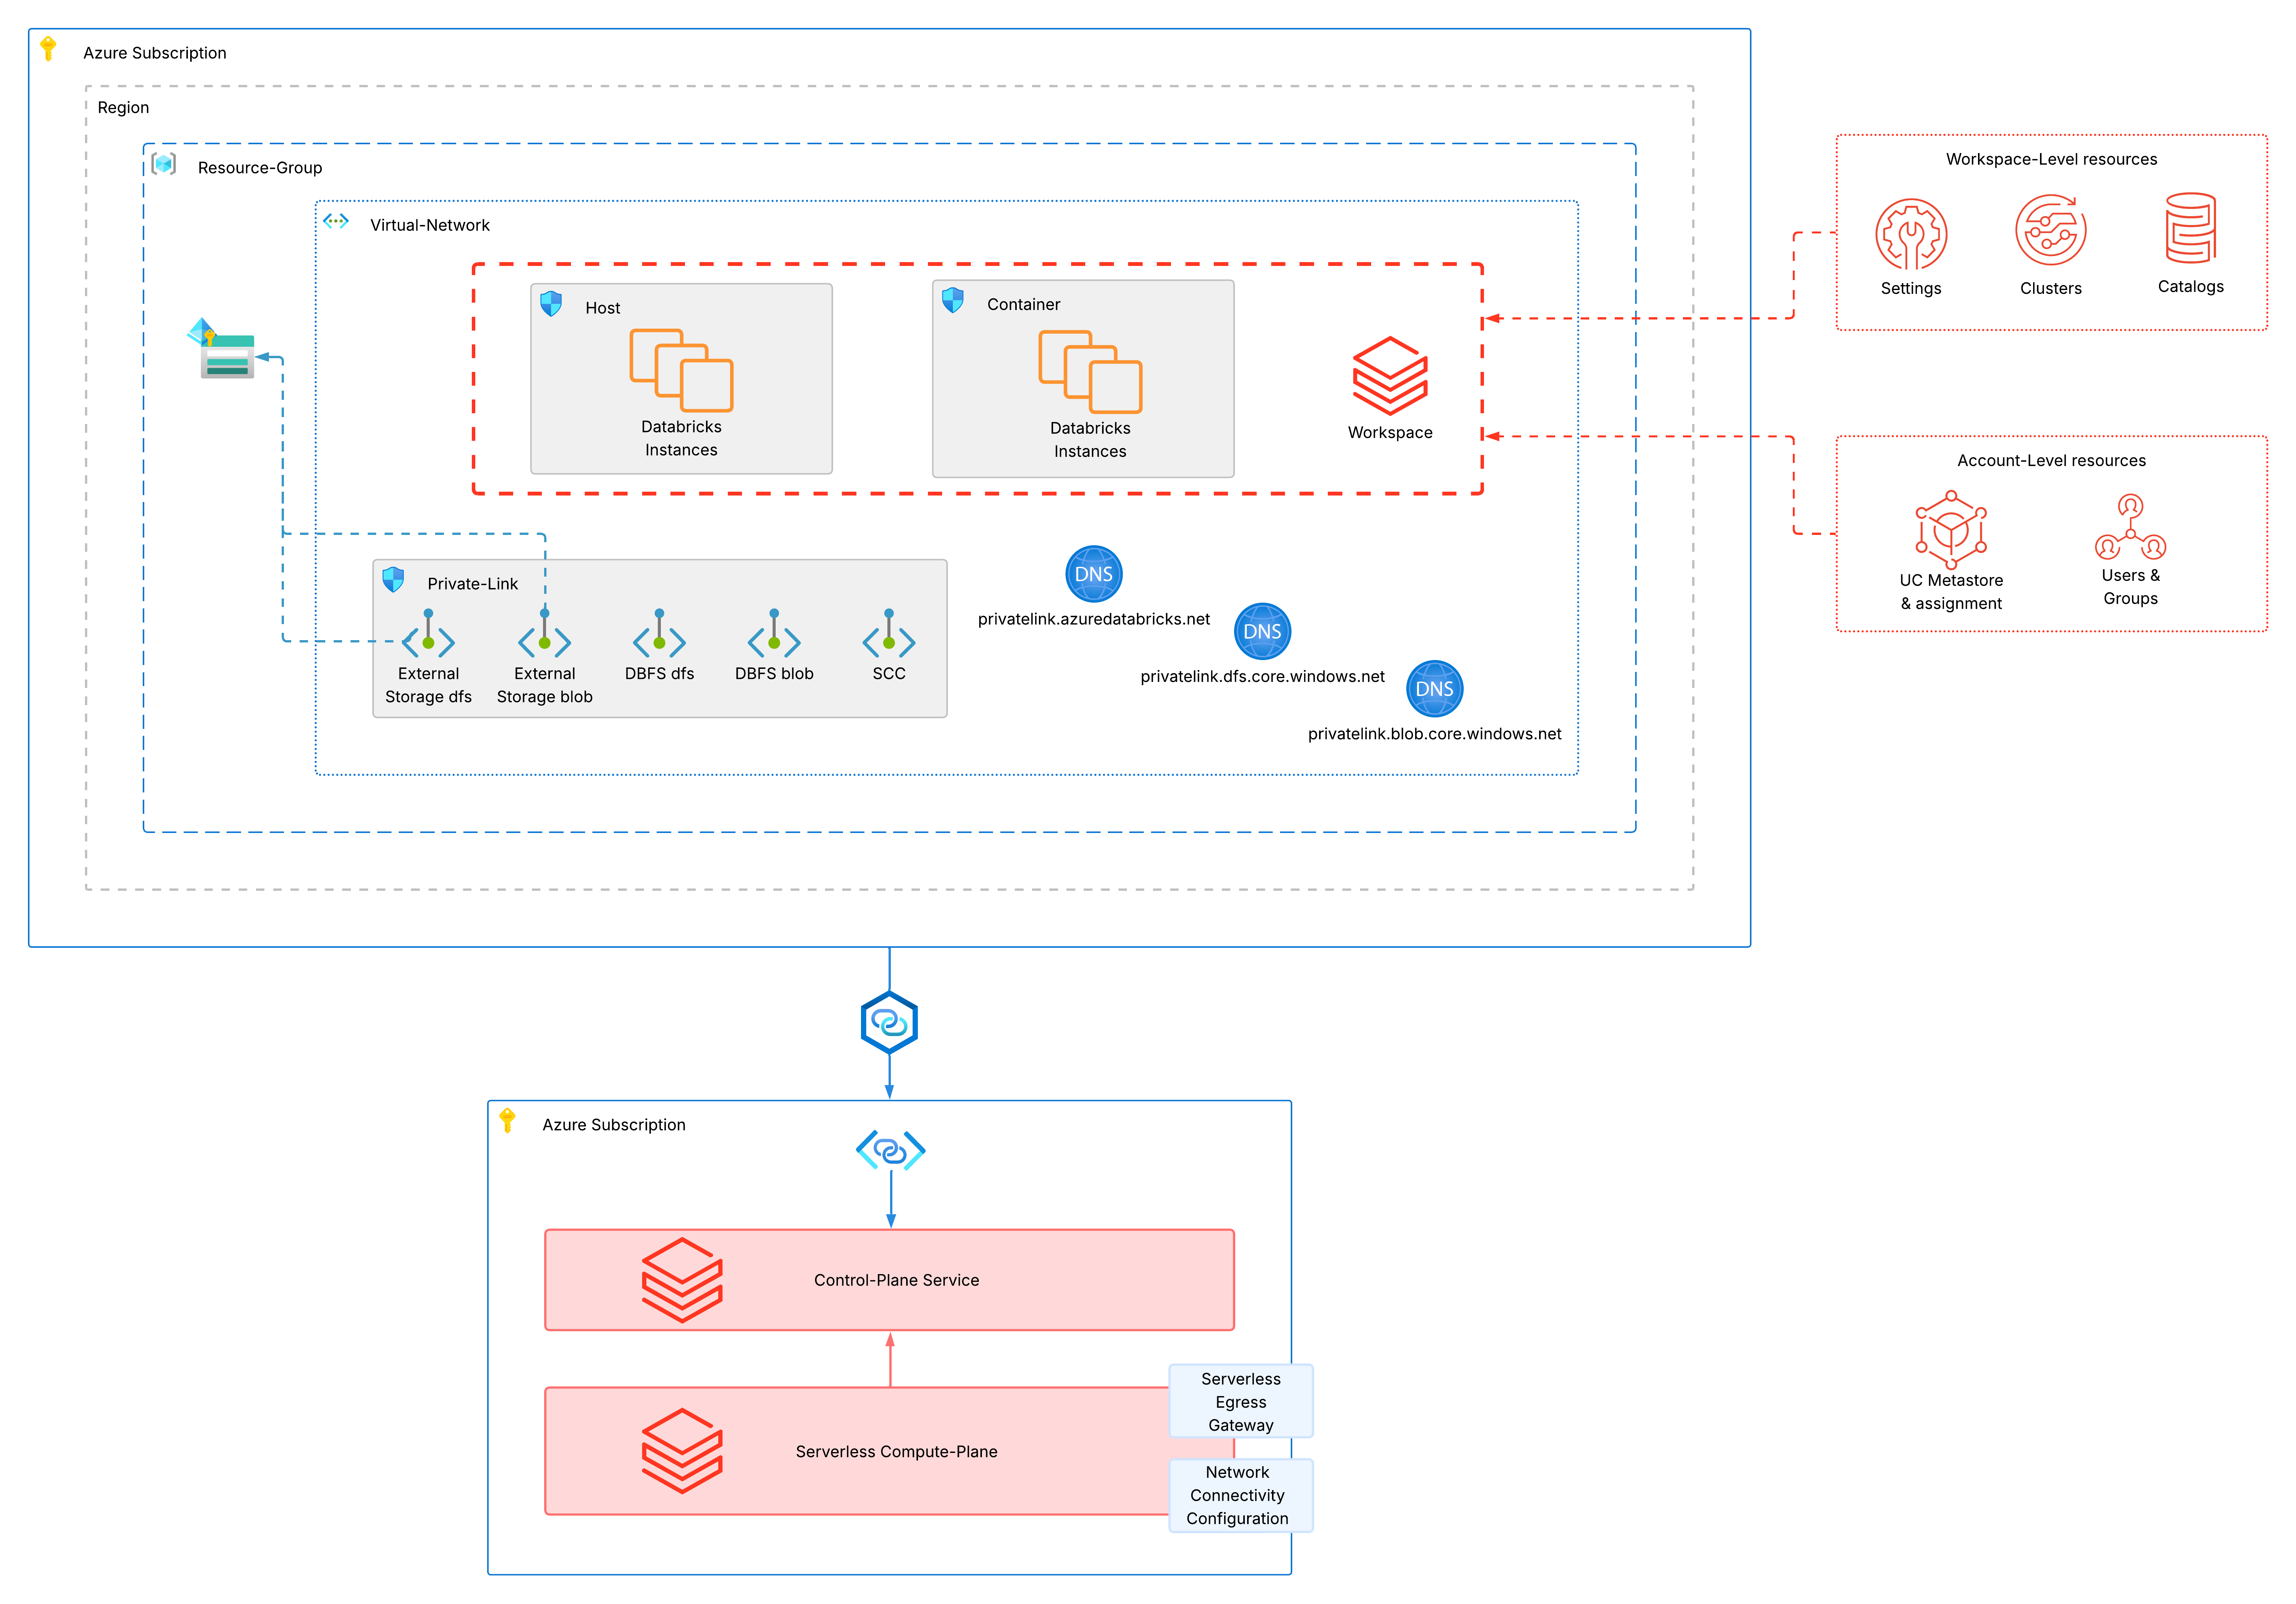 Azure Subscription
Region
Resource-Group
Virtual-Network
Host
Databricks
Instances
Container
Databricks
Instances
Workspace
Private-Link
External
Storage dfs
External
Storage blob
DBFS dfs
DBFS blob
SCC
DNS
privatelink.azuredatabricks.net
DNS
privatelink.dfs.core.windows.net
DNS
privatelink.blob.core.windows.net
Workspace-Level resources
Settings
Clusters
Catalogs
Account-Level resources
UC Metastore
& assignment
Users &
Groups
Azure Subscription
Control-Plane Service
Serverless Compute-Plane
Serverless
Egress
Gateway
Network
Connectivity
Configuration